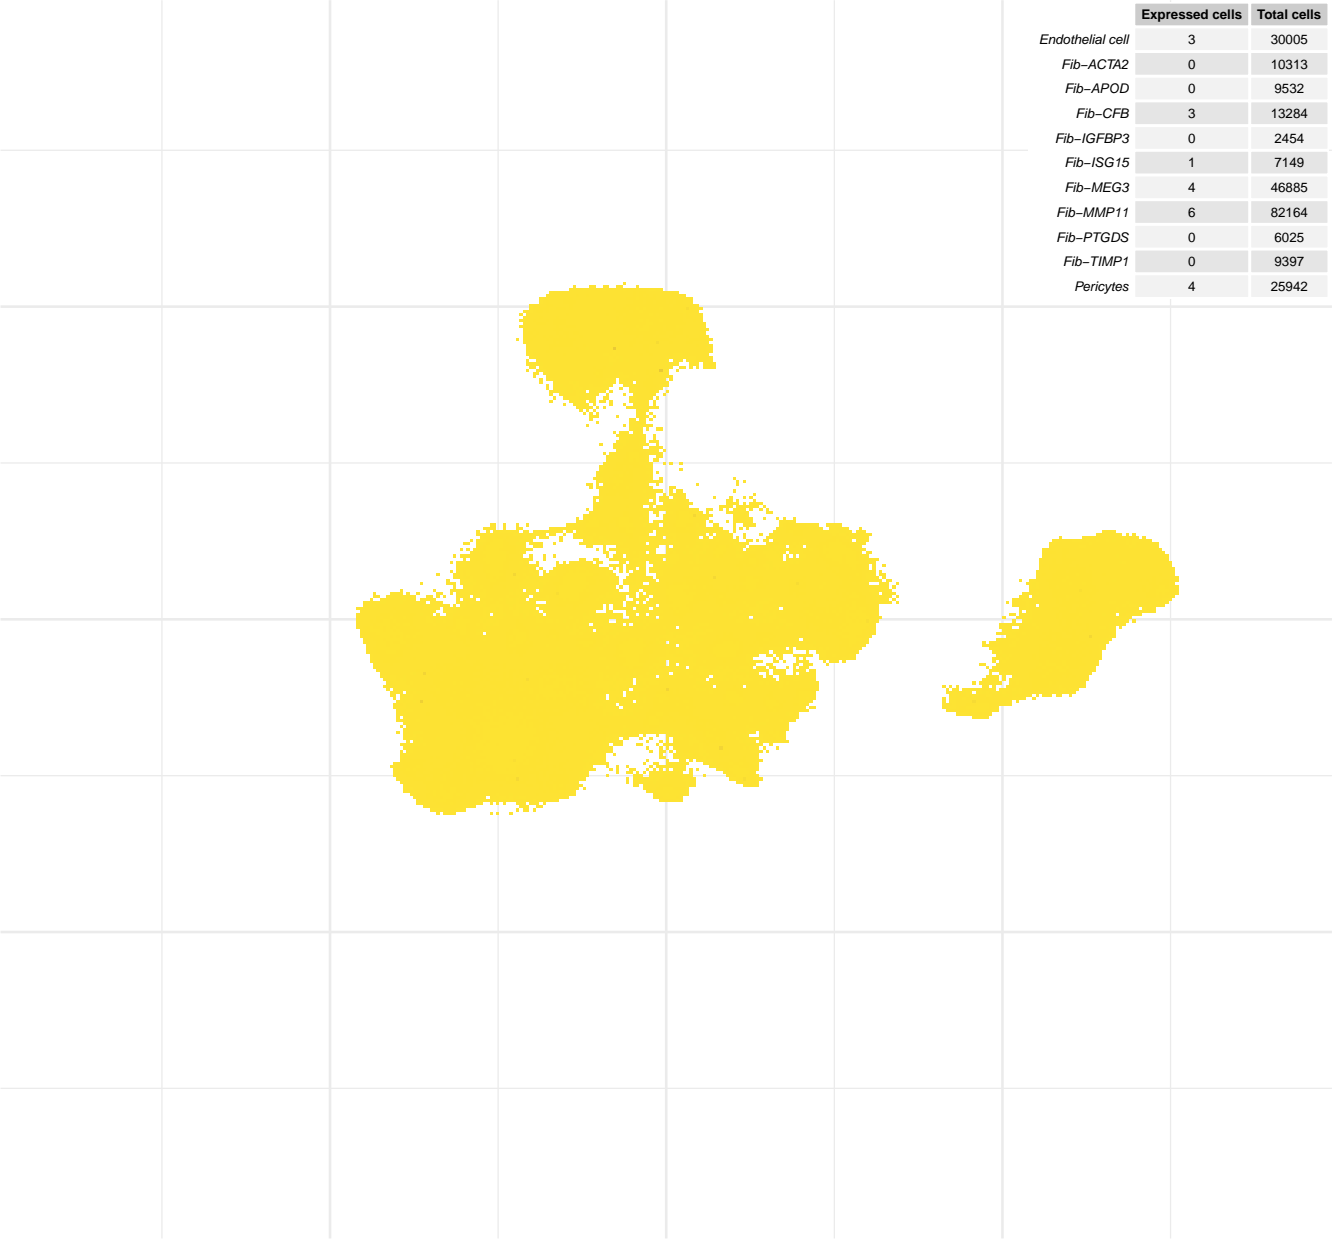 Expressed cells Total cells
Endothelial cell 3 30005
Fib−ACTA2 0 10313
Fib−APOD 0 9532
Fib−CFB 3 13284
Fib−IGFBP3 0 2454
Fib−ISG15 1 7149
Fib−MEG3 4 46885
Fib−MMP11 6 82164
Fib−PTGDS 0 6025
Fib−TIMP1 0 9397
Pericytes 4 25942